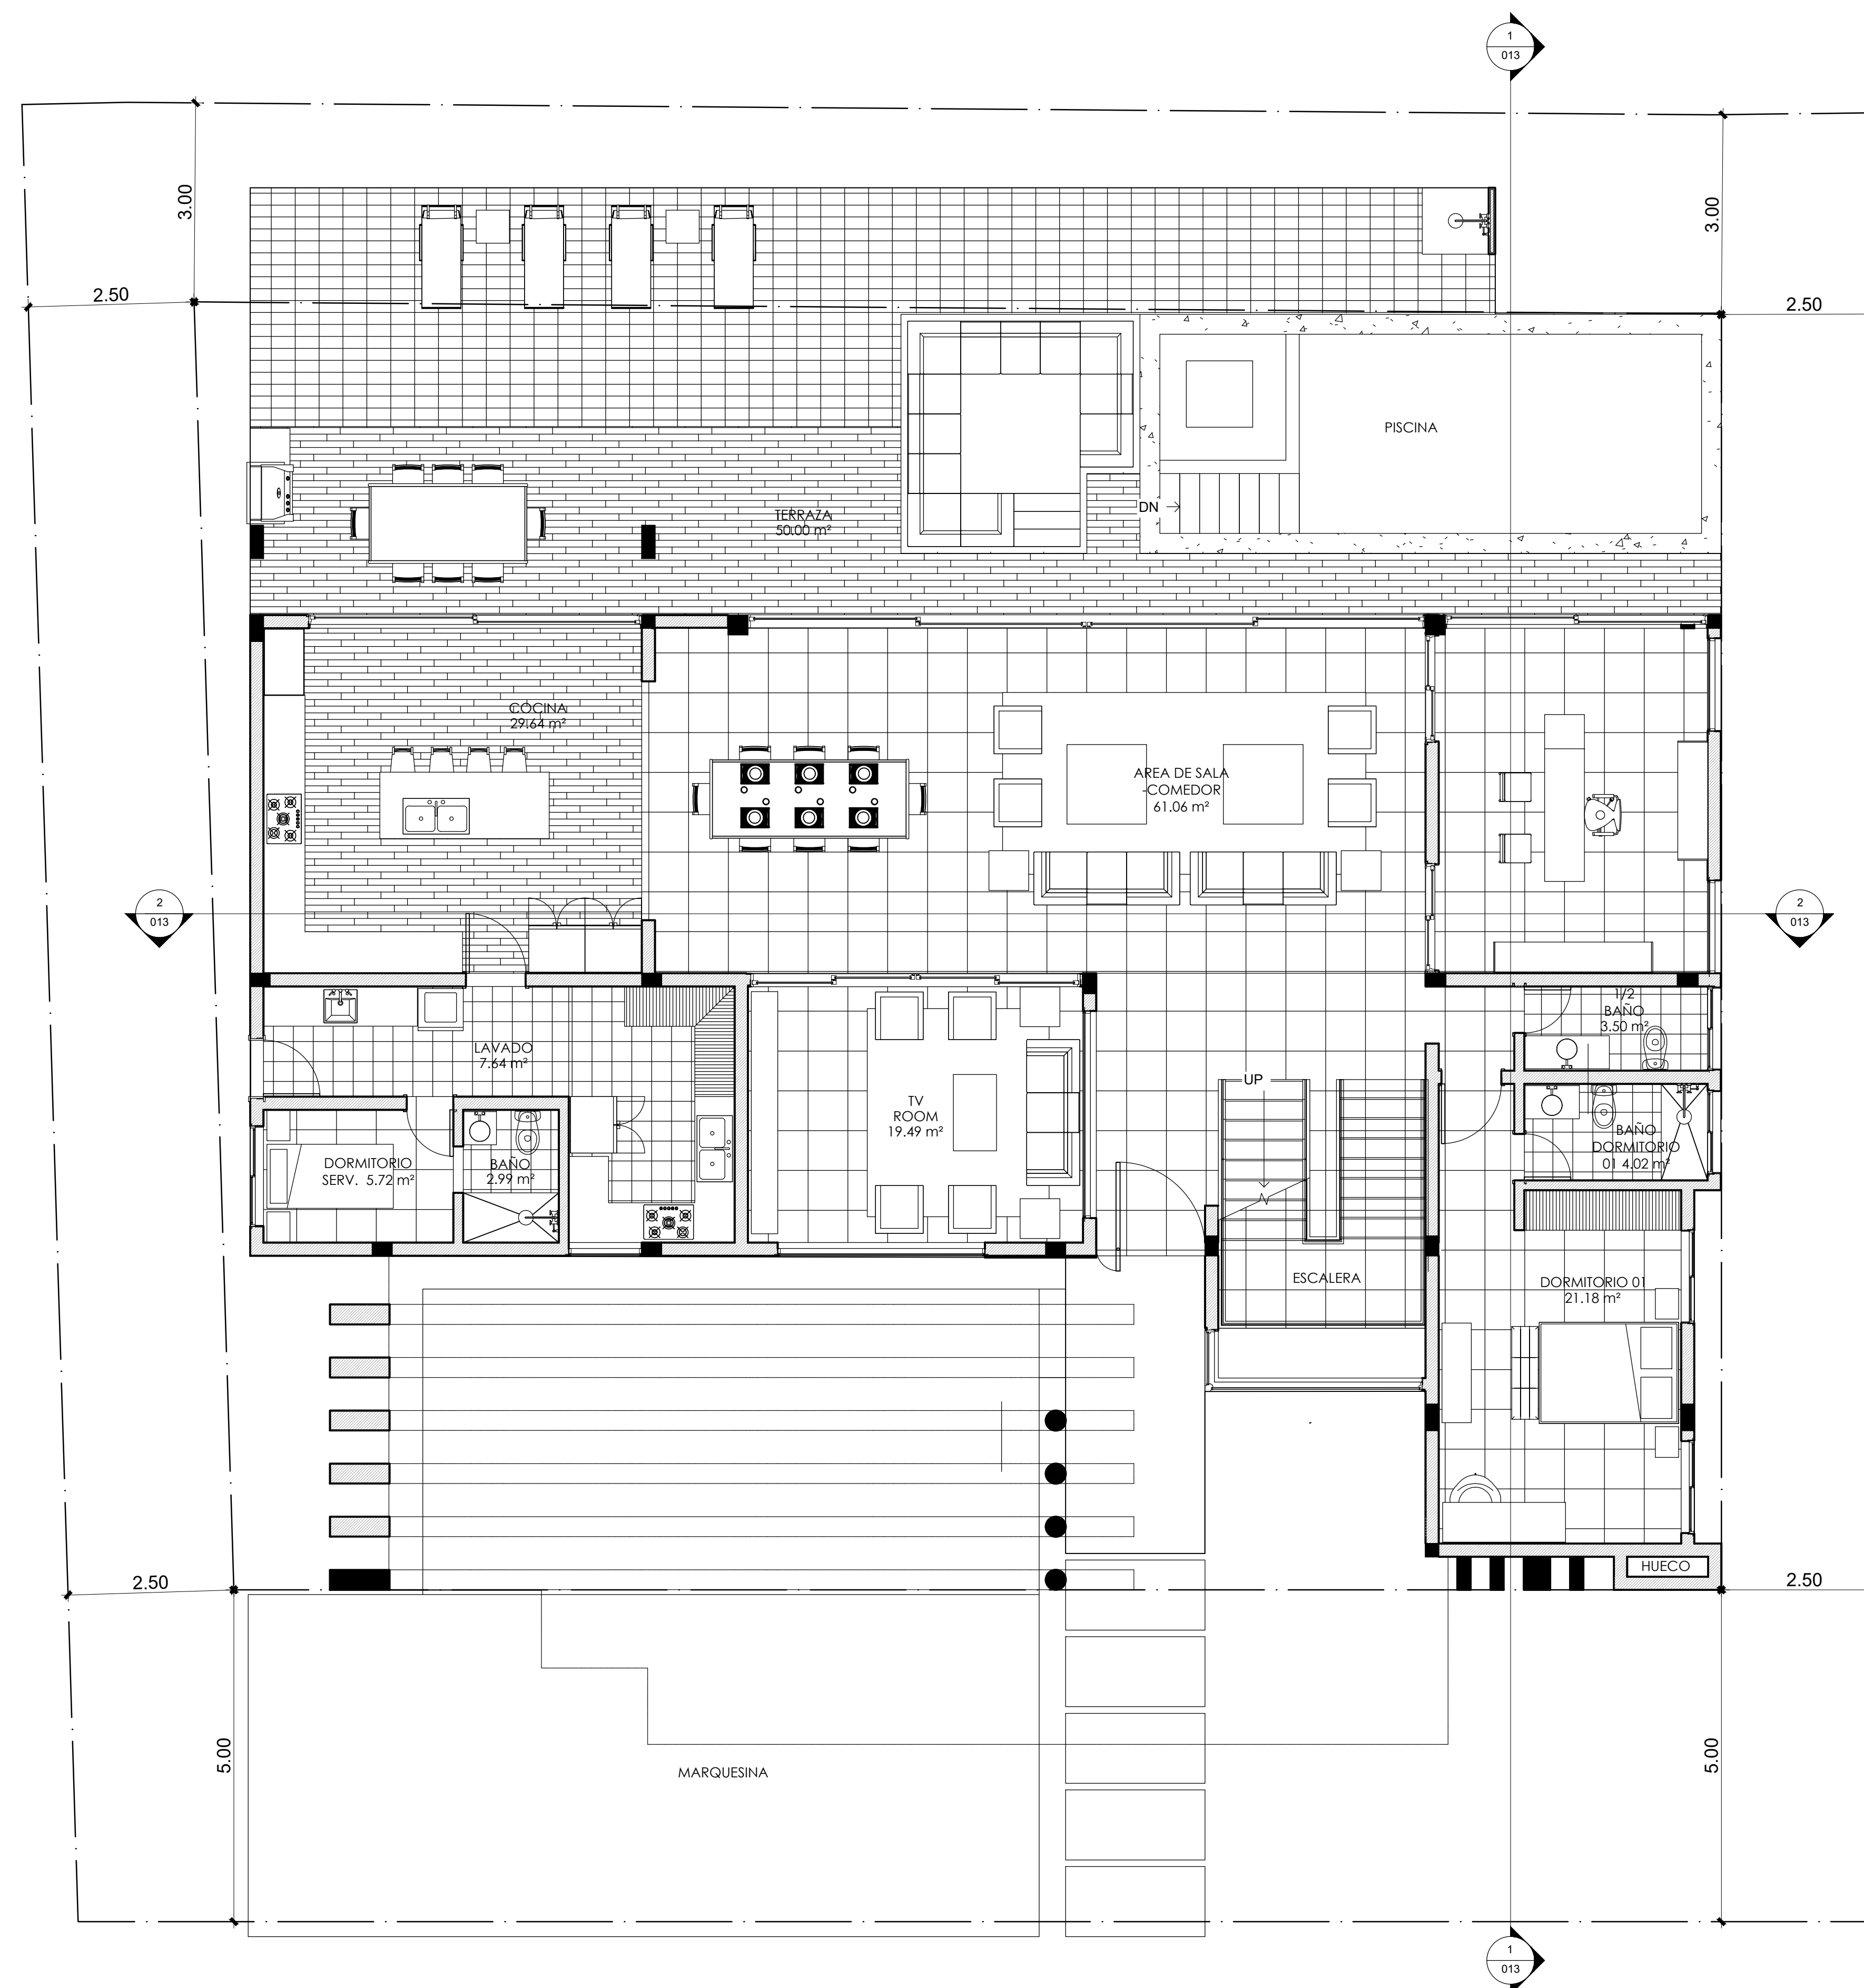 1
013
3.00
3.00
2.50
2.50
PISCINA
DN
TERRAZA
50.00 m²
COCINA
29.64 m²
AREA DE SALA
-COMEDOR
61.06 m²
2
013
2
013
1/2
BAÑO
3.50 m²
LAVADO
7.64 m²
UP
TV
ROOM
19.49 m²
BAÑO
DORMITORIO
01 4.02 m²
DORMITORIO
SERV. 5.72 m²
BAÑO
2.99 m²
ESCALERA
DORMITORIO 01
21.18 m²
HUECO
2.50
2.50
5.00
5.00
MARQUESINA
1
013